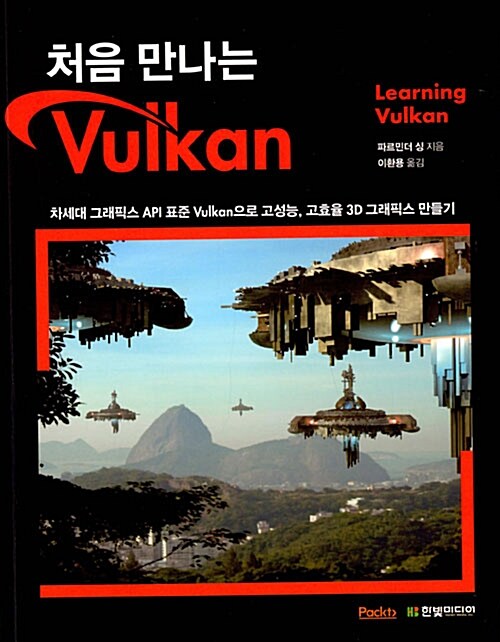 처음 만나는
Vulkan
Learning
Vulkan
파르민더 싱 지음
이환용 옮김
차세대 그래픽스 API 표준 Vulkan으로 고성능, 고효율 3D 그래픽스 만들기
Packt>
HB 한빛미디어